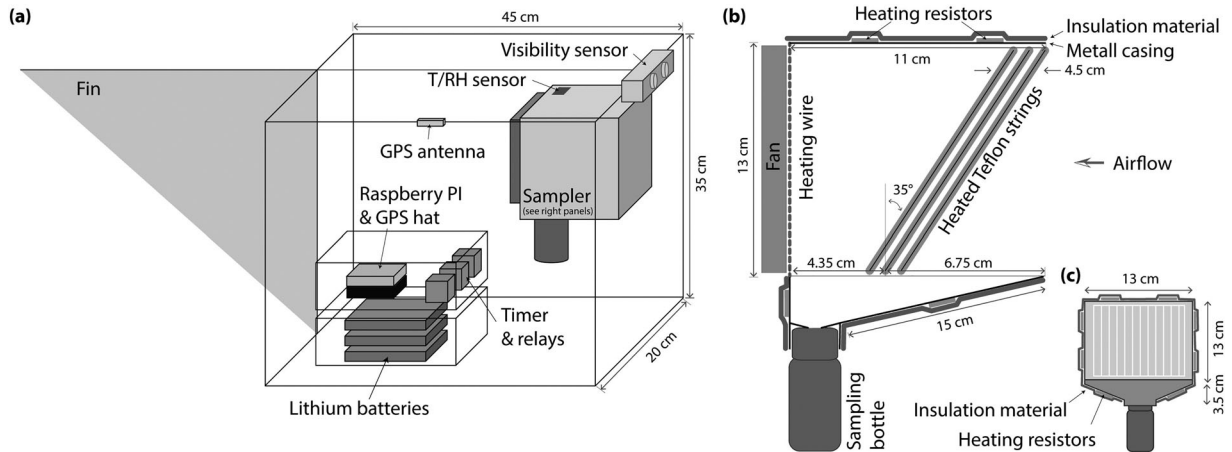 (a)
45 cm
Visibility sensor
T/RH sensor
Fin
GPS antenna
35 cm
Raspberry PI
& GPS hat
Sampler
(see right panels)
Timer
& relays
20 cm
Lithium batteries
(b)
Heating resistors
Insulation material
Metall casing
11 cm
4.5 cm
13 cm
Fan
Heating wire
Heated Teflon strings
35°
Airflow
4.35 cm
6.75 cm
15 cm
Sampling
bottle
(c)
13 cm
13 cm
3.5 cm
Insulation material
Heating resistors